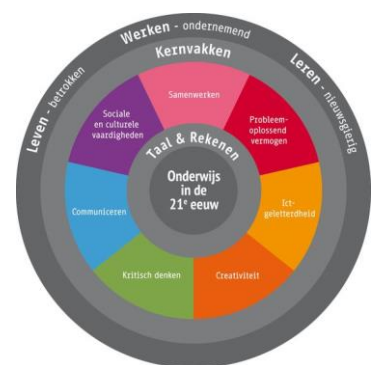 Werken - ondernemend
Leven - betrokken
Leren - nieuwsgierig
Kernvakken
Samenwerken
Sociale
en culturele
vaardigheden
Probleem-
oplossend
vermogen
Taal & Rekenen
Onderwijs
in de
21e eeuw
Communiceren
Ict-
geletterdheid
Kritisch denken
Creativiteit